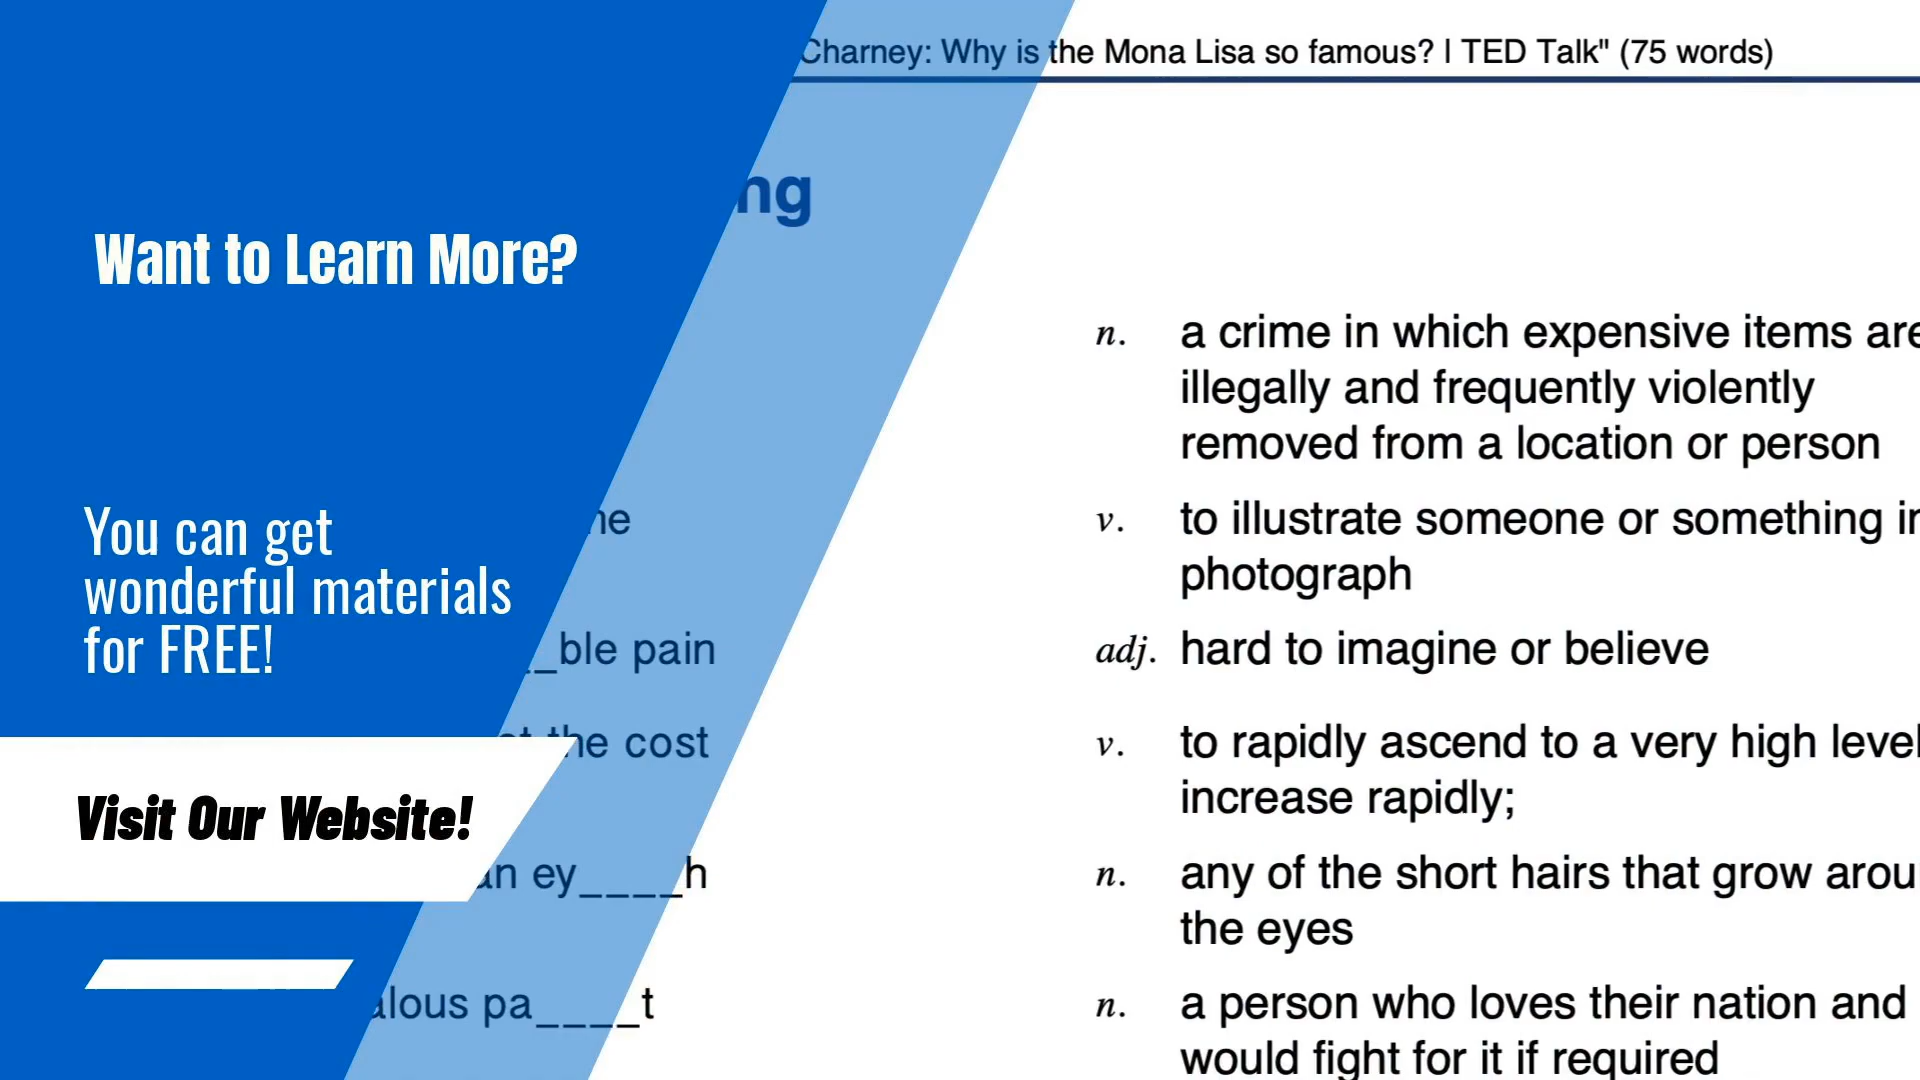 Charney: Why is the Mona Lisa so famous? | TED Talk" (75 words)
ng
Want to Learn More?
You can get
wonderful materials
for FREE!
Visit Our Website!
n. a crime in which expensive items are
illegally and frequently violently
removed from a location or person
v. to illustrate someone or something in
photograph
ble pain
adj. hard to imagine or believe
the cost
v. to rapidly ascend to a very high level
increase rapidly;
an ey____h
n. any of the short hairs that grow arou
the eyes
alous pa____t
n. a person who loves their nation and
would fight for it if required